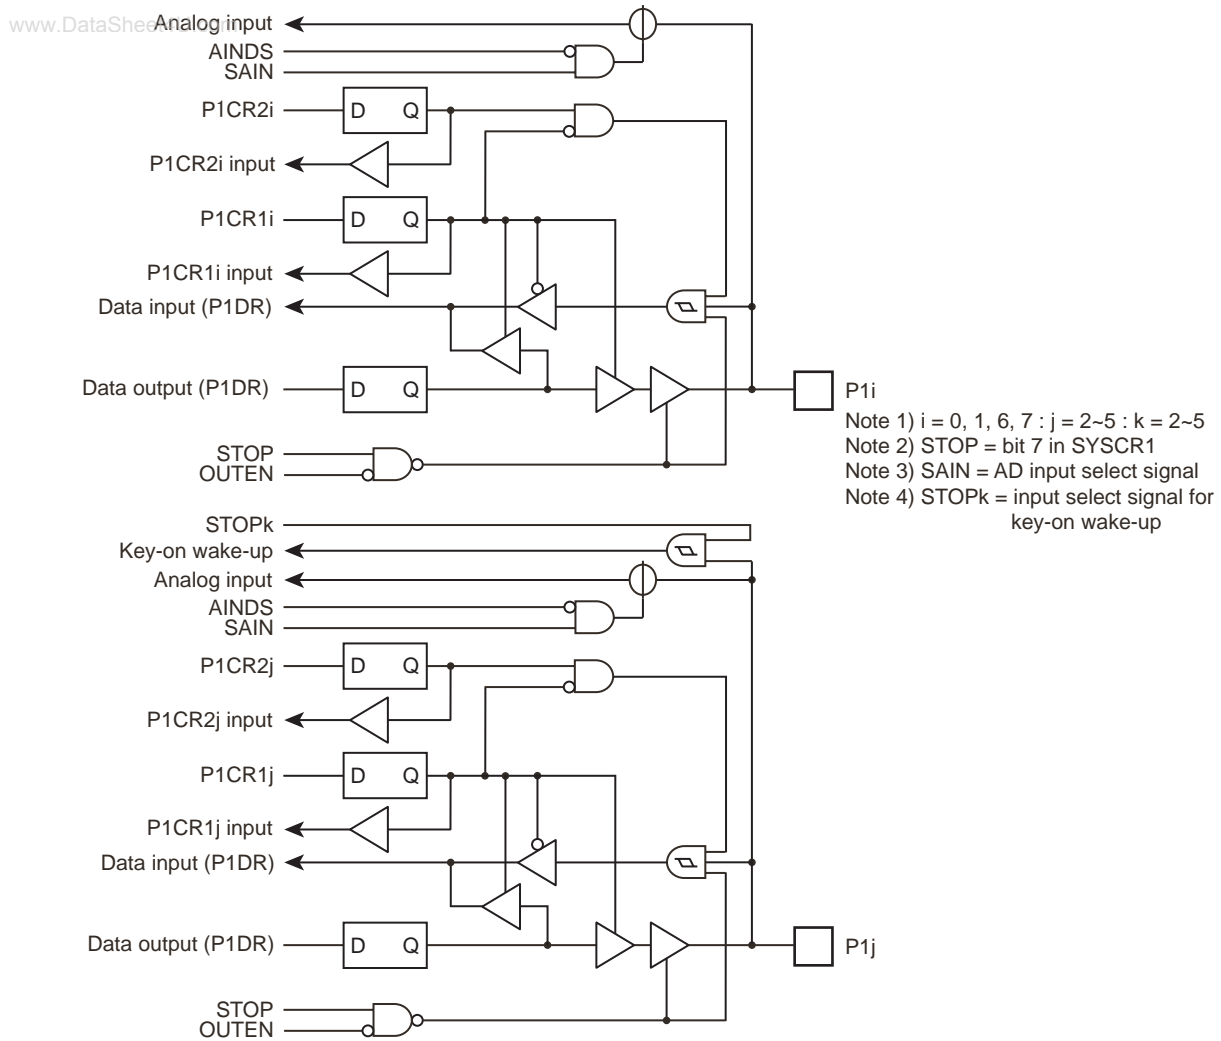 www.DataSheet4U.com
Analog input
AINDS
SAIN
P1CR2i
D Q
P1CR2i input
P1CR1i
D Q
P1CR1i input
Data input (P1DR)
Data output (P1DR)
D Q
P1i
STOP
OUTEN
Note 1) i = 0, 1, 6, 7 : j = 2~5 : k = 2~5
Note 2) STOP = bit 7 in SYSCR1
Note 3) SAIN = AD input select signal
Note 4) STOPk = input select signal for
key-on wake-up
STOPk
Key-on wake-up
Analog input
AINDS
SAIN
P1CR2j
D Q
P1CR2j input
P1CR1j
D Q
P1CR1j input
Data input (P1DR)
Data output (P1DR)
D Q
P1j
STOP
OUTEN